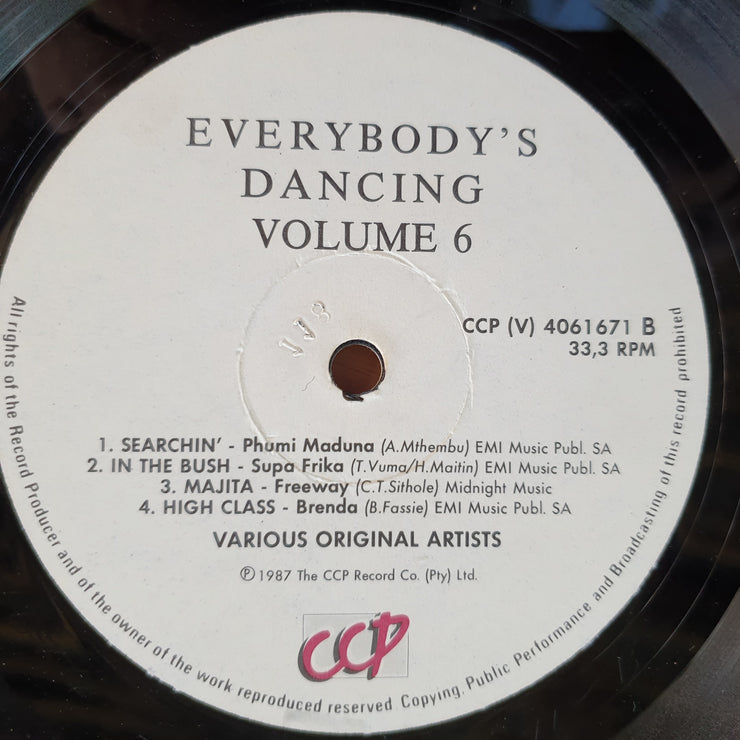 EVERYBODY'S
DANCING
VOLUME 6
CCP (V) 4061671 B
33,3 RPM
1. SEARCHIN' - Phumi Maduna (A.Mthembu) EMI Music Publ. SA
2. IN THE BUSH - Supa Frika (T.Vuma/H.Maitin) EMI Music Publ. SA
3. MAJITA - Freeway (C.T.Sithole) Midnight Music
4. HIGH CLASS - Brenda (B.Fassie) EMI Music Publ. SA
VARIOUS ORIGINAL ARTISTS
℗ 1987 The CCP Record Co. (Pty) Ltd.
CCP
All rights of the Record Producer and of the owner of the work reproduced reserved. Copying, Public Performance and Broadcasting of this record prohibited